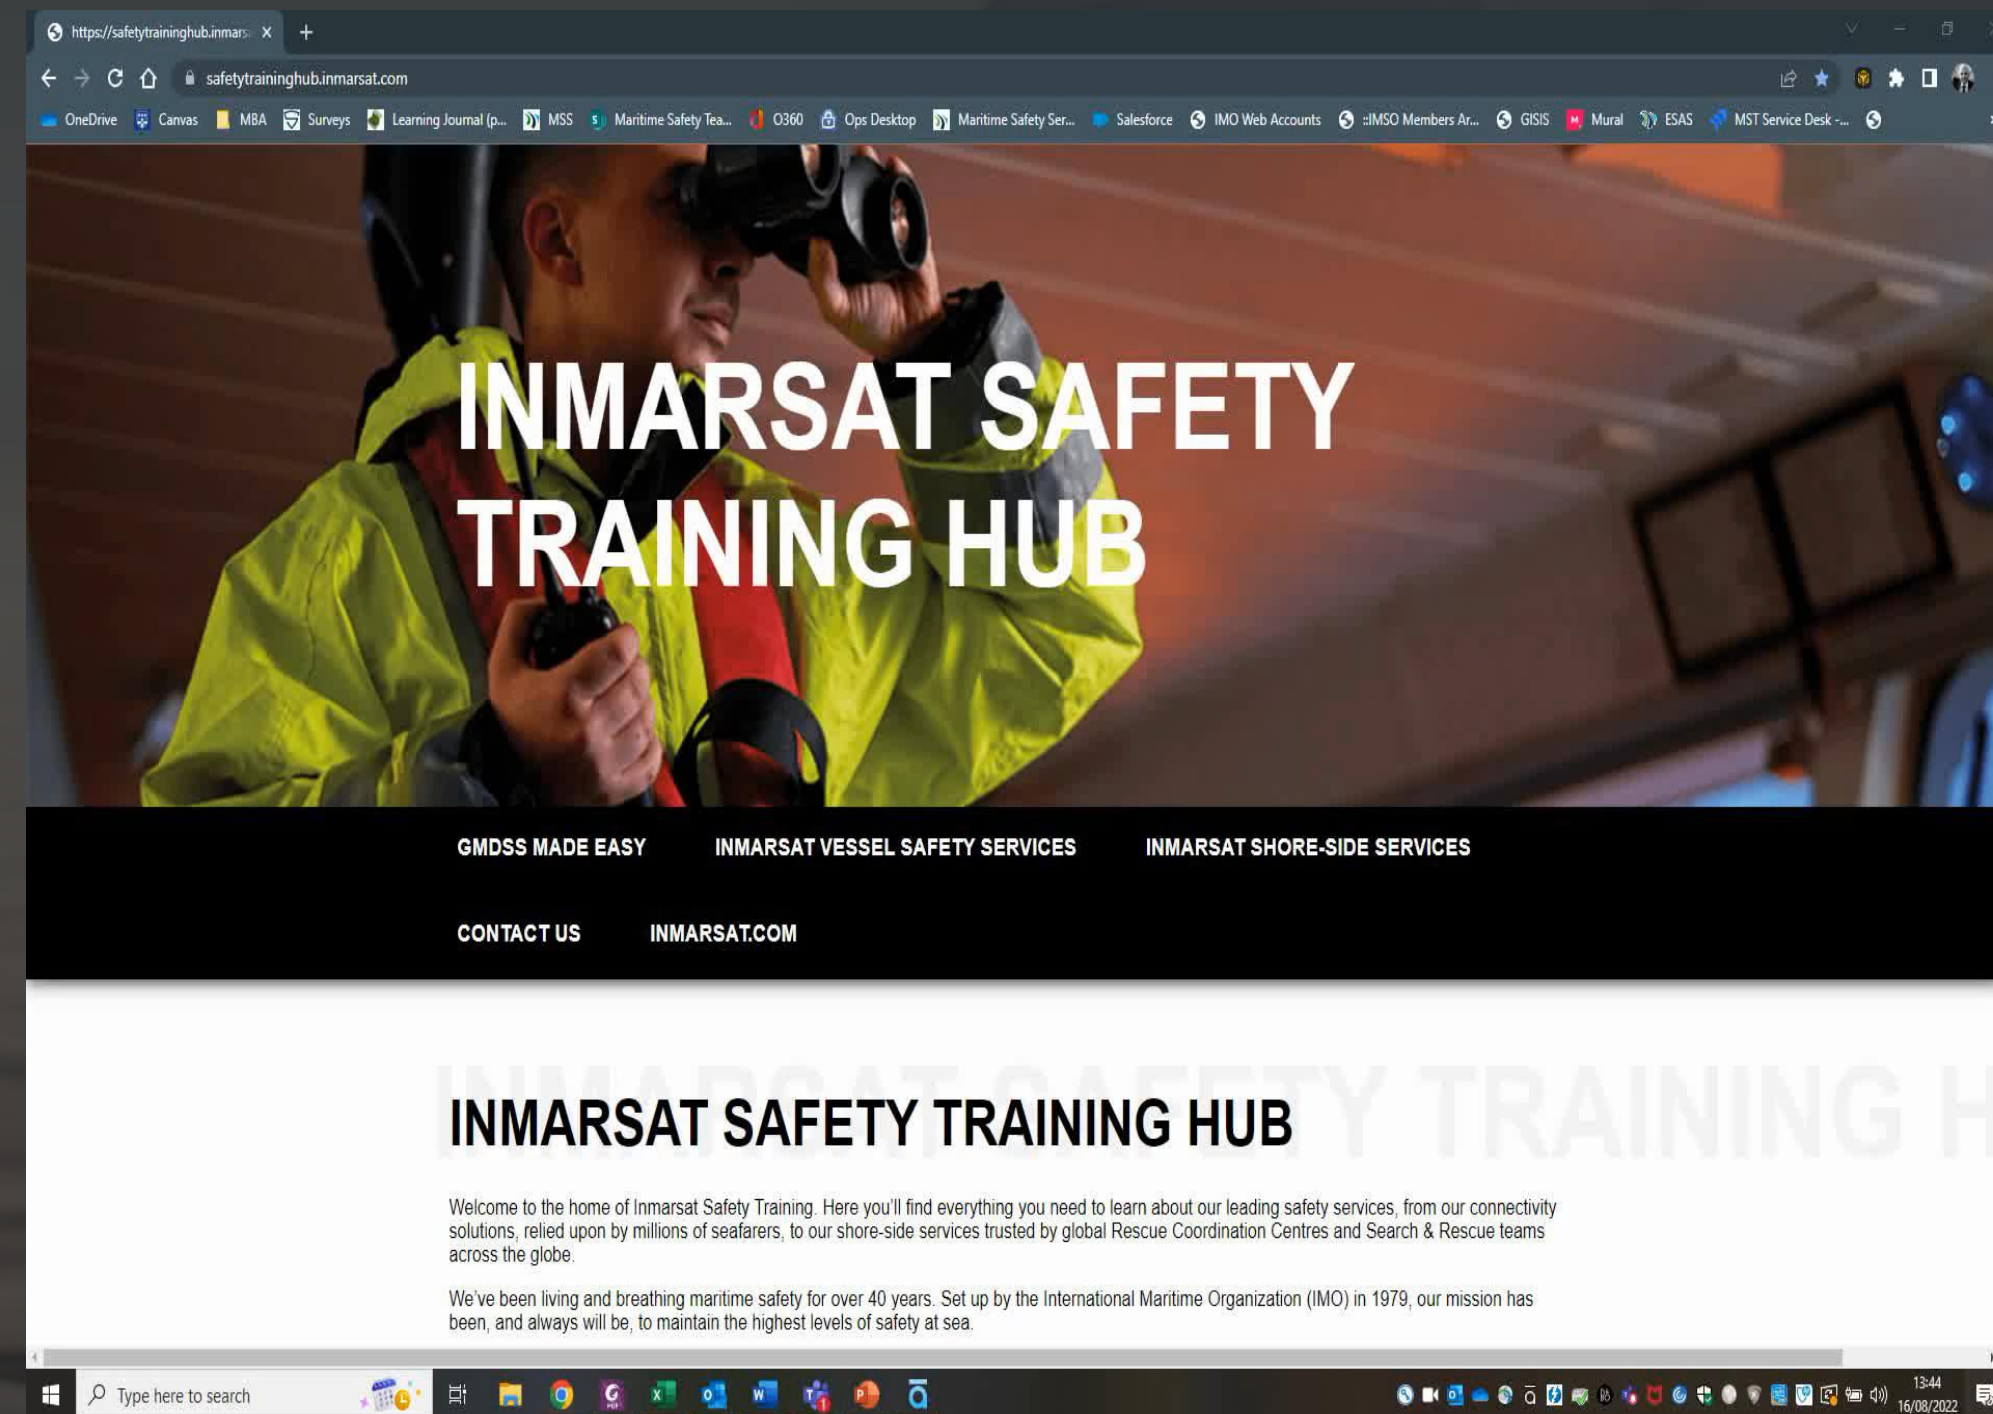 https://safetytraininghub.inmarsa
safetytraininghub.inmarsat.com
OneDrive Canvas MBA Surveys Learning Journal (p... MSS Maritime Safety Tea... O360 Ops Desktop Maritime Safety Ser... Salesforce IMO Web Accounts ::IMSO Members Ar... GISIS Mural ESAS MST Service Desk -...
INMARSAT SAFETY
TRAINING HUB
GMDSS MADE EASY INMARSAT VESSEL SAFETY SERVICES INMARSAT SHORE-SIDE SERVICES
CONTACT US INMARSAT.COM
INMARSAT SAFETY TRAINING H
INMARSAT SAFETY TRAINING HUB
Welcome to the home of Inmarsat Safety Training. Here you'll find everything you need to learn about our leading safety services, from our connectivity
solutions, relied upon by millions of seafarers, to our shore-side services trusted by global Rescue Coordination Centres and Search & Rescue teams
across the globe.
We've been living and breathing maritime safety for over 40 years. Set up by the International Maritime Organization (IMO) in 1979, our mission has
been, and always will be, to maintain the highest levels of safety at sea.
Type here to search
13:44
16/08/2022